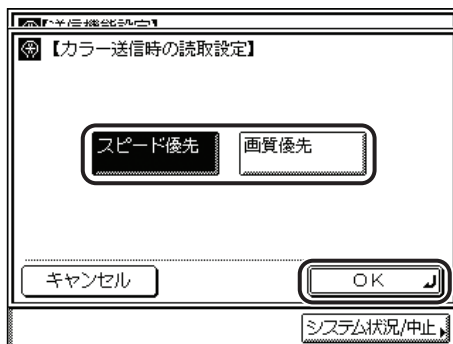 【カラー送信時の読取設定】
スピード優先
画質優先
キャンセル
OK
システム状況/中止